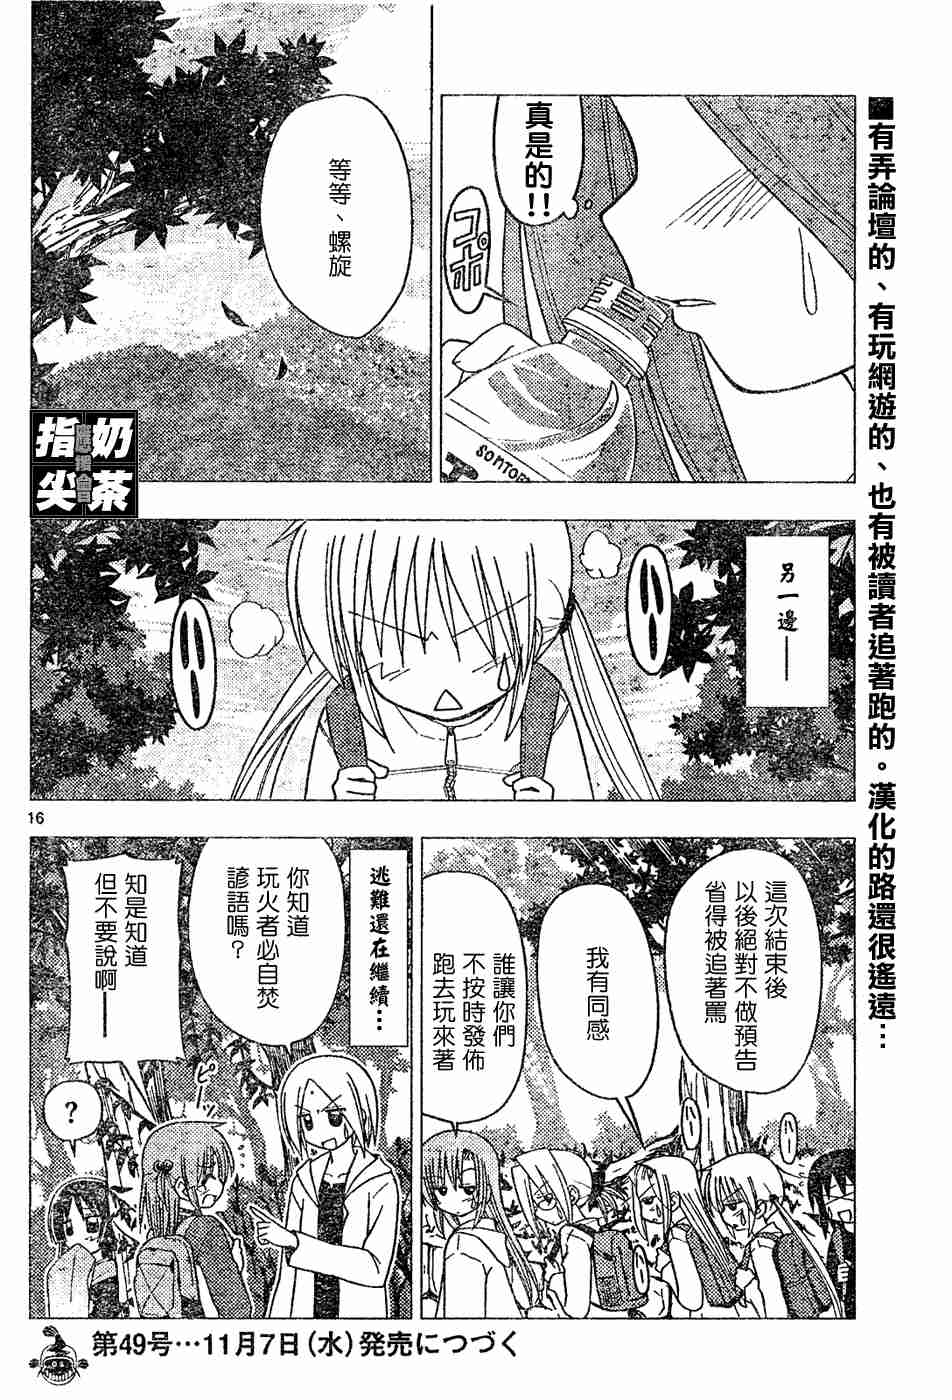 ■有弄論壇的、有玩網遊的、也有被讀者追著跑的。漢化的路還很遙遠…
真是的!!
コポ
SUNTORY
等等、螺旋
指尖
奶茶
應援會
另一邊——
16
這次結束後
以後絕對不做預告
省得被追著罵
我有同感
誰讓你們
不按時發佈
跑去玩來著
逃難還在繼續…
你知道
玩火者必自焚
諺語嗎？
知是知道
但不要說啊——
ピッ
?
第49号…11月7日(水)発売につづく